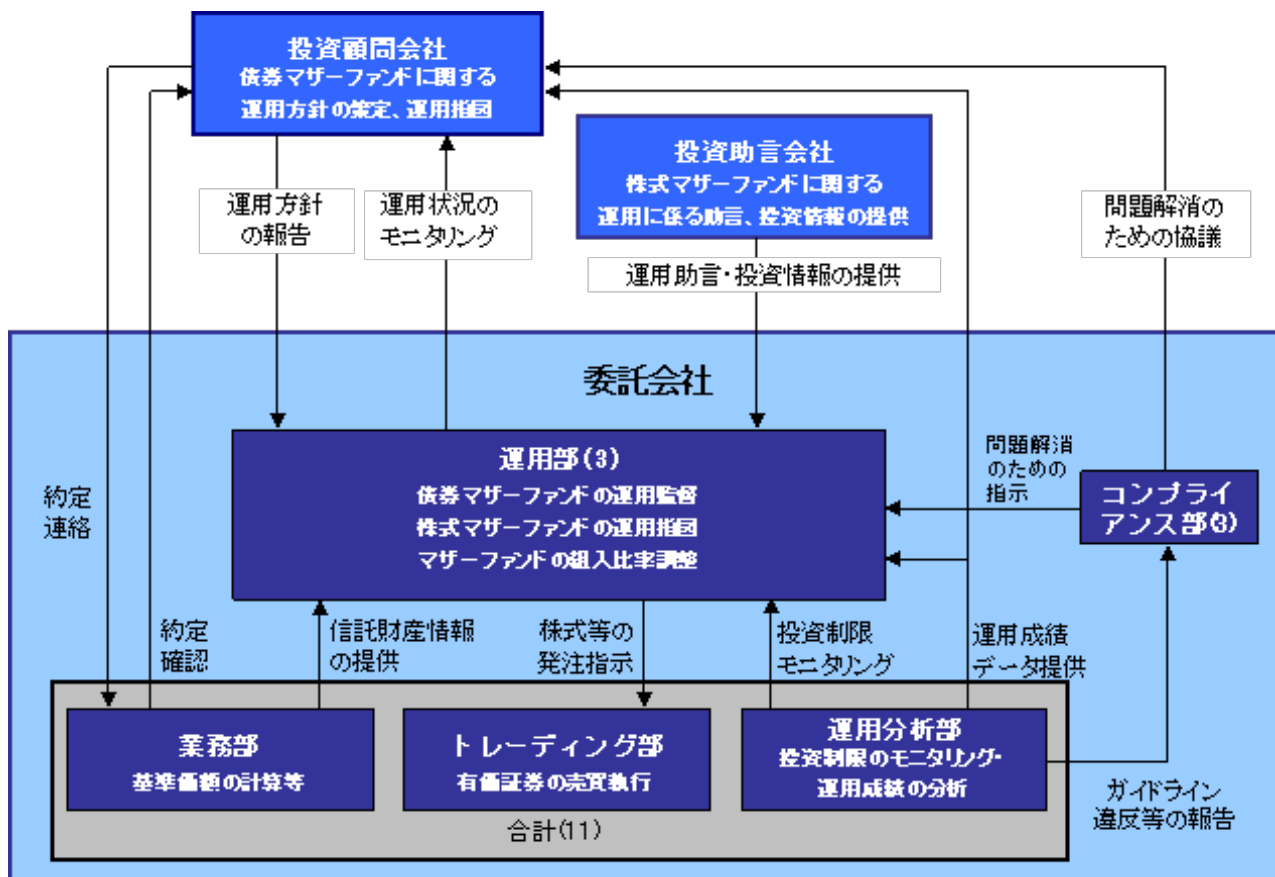 投資顧問会社
債券マザーファンドに関する
運用方針の策定、運用指図
投資助言会社
株式マザーファンドに関する
運用に係る助言、投資情報の提供
運用方針
の報告
運用状況の
モニタリング
問題解消の
ための協議
運用助言・投資情報の提供
委託会社
運用部(3)
債券マザーファンドの運用監督
株式マザーファンドの運用指図
マザーファンドの組入比率調整
問題解消
のための
指示
コンプライ
アンス部(3)
約定
連絡
約定
確認
信託財産情報
の提供
株式等の
発注指示
投資制限
モニタリング
運用成績
データ提供
業務部
基準価額の計算等
トレーディング部
有価証券の売買執行
運用分析部
投資制限のモニタリング・
運用成績の分析
ガイドライン
違反等の報告
合計(11)